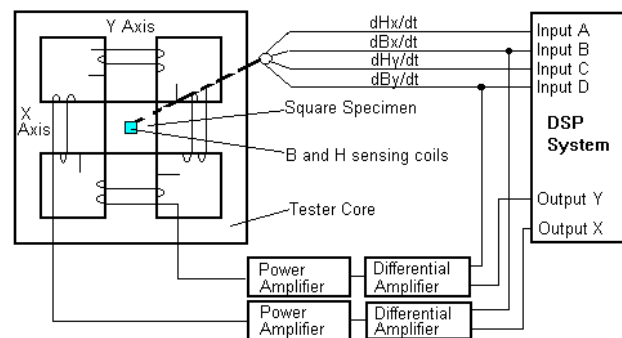 Y Axis
X
Axis
dHx/dt
dBx/dt
dHy/dt
dBy/dt
Input A
Input B
Input C
Input D
DSP
System
Square Specimen
B and H sensing coils
Tester Core
Output Y
Output X
Power
Amplifier
Differential
Amplifier
Power
Amplifier
Differential
Amplifier